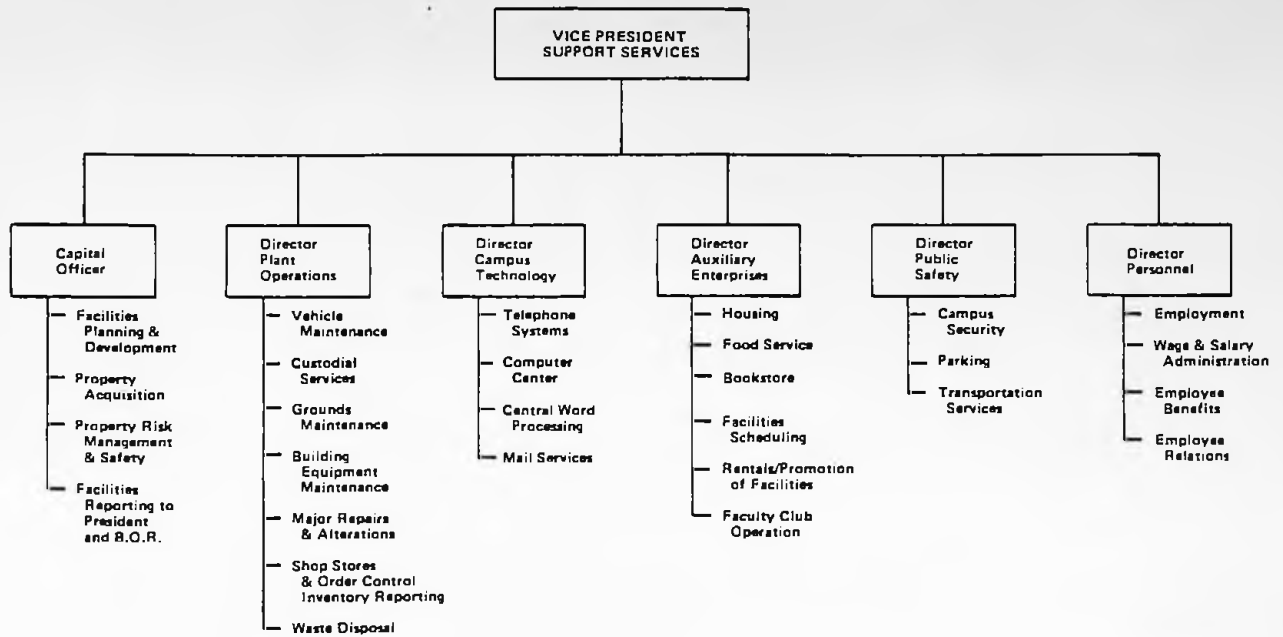 VICE PRESIDENT
SUPPORT SERVICES
Capital
Officer
Facilities
Planning &
Development
Property
Acquisition
Property Risk
Management
& Safety
Facilities
Reporting to
President
and B.O.R.
Director
Plant
Operations
Vehicle
Maintenance
Custodial
Services
Grounds
Maintenance
Building
Equipment
Maintenance
Major Repairs
& Alterations
Shop Stores
& Order Control
Inventory Reporting
Waste Disposal
Director
Campus
Technology
Telephone
Systems
Computer
Center
Central Word
Processing
Mail Services
Director
Auxiliary
Enterprises
Housing
Food Service
Bookstore
Facilities
Scheduling
Rentals/Promotion
of Facilities
Faculty Club
Operation
Director
Public
Safety
Campus
Security
Parking
Transportation
Services
Director
Personnel
Employment
Wage & Salary
Administration
Employee
Benefits
Employee
Relations